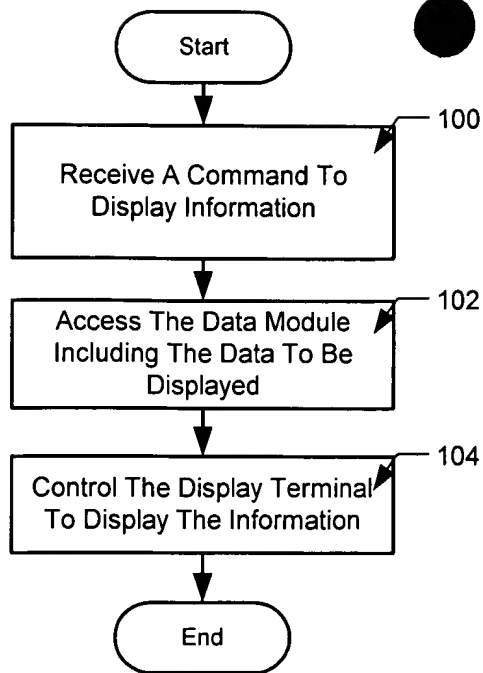 Start
100
Receive A Command To
Display Information
102
Access The Data Module
Including The Data To Be
Displayed
104
Control The Display Terminal
To Display The Information
End